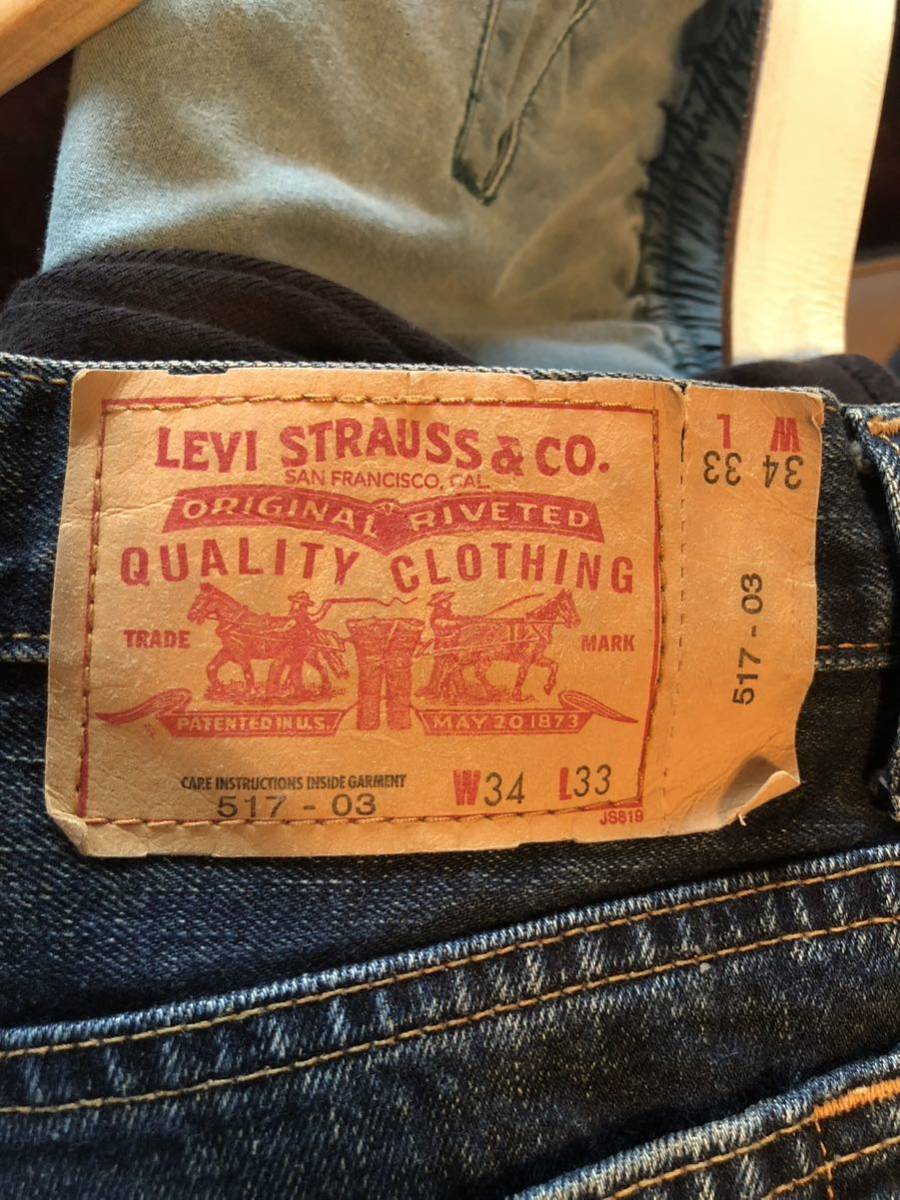 LEVI STRAUSS & CO.
SAN FRANCISCO, CAL.
ORIGINAL RIVETED
QUALITY CLOTHING
TRADE MARK
PATENTED IN U.S. MAY 20 1873
CARE INSTRUCTIONS INSIDE GARMENT
517 - 03 W34 L33
JS819
W L
34 33
517 - 03